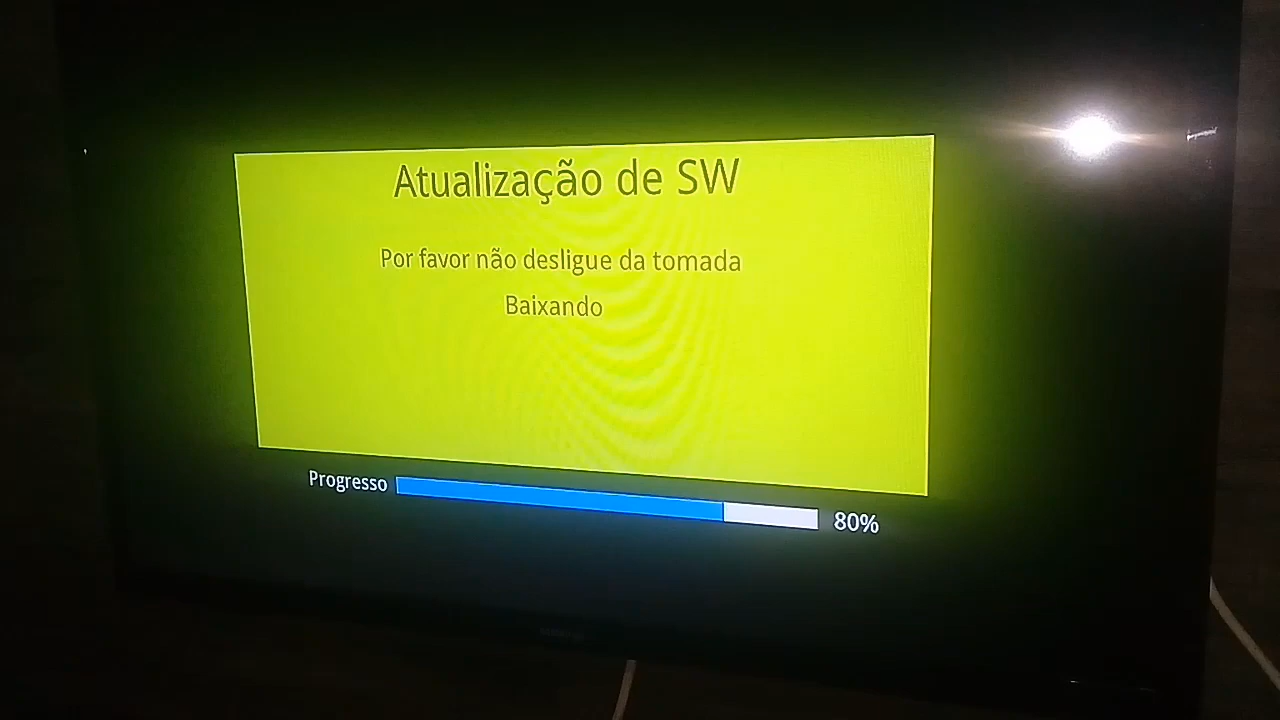 Atualização de SW
Por favor não desligue da tomada
Baixando
Progresso 80%